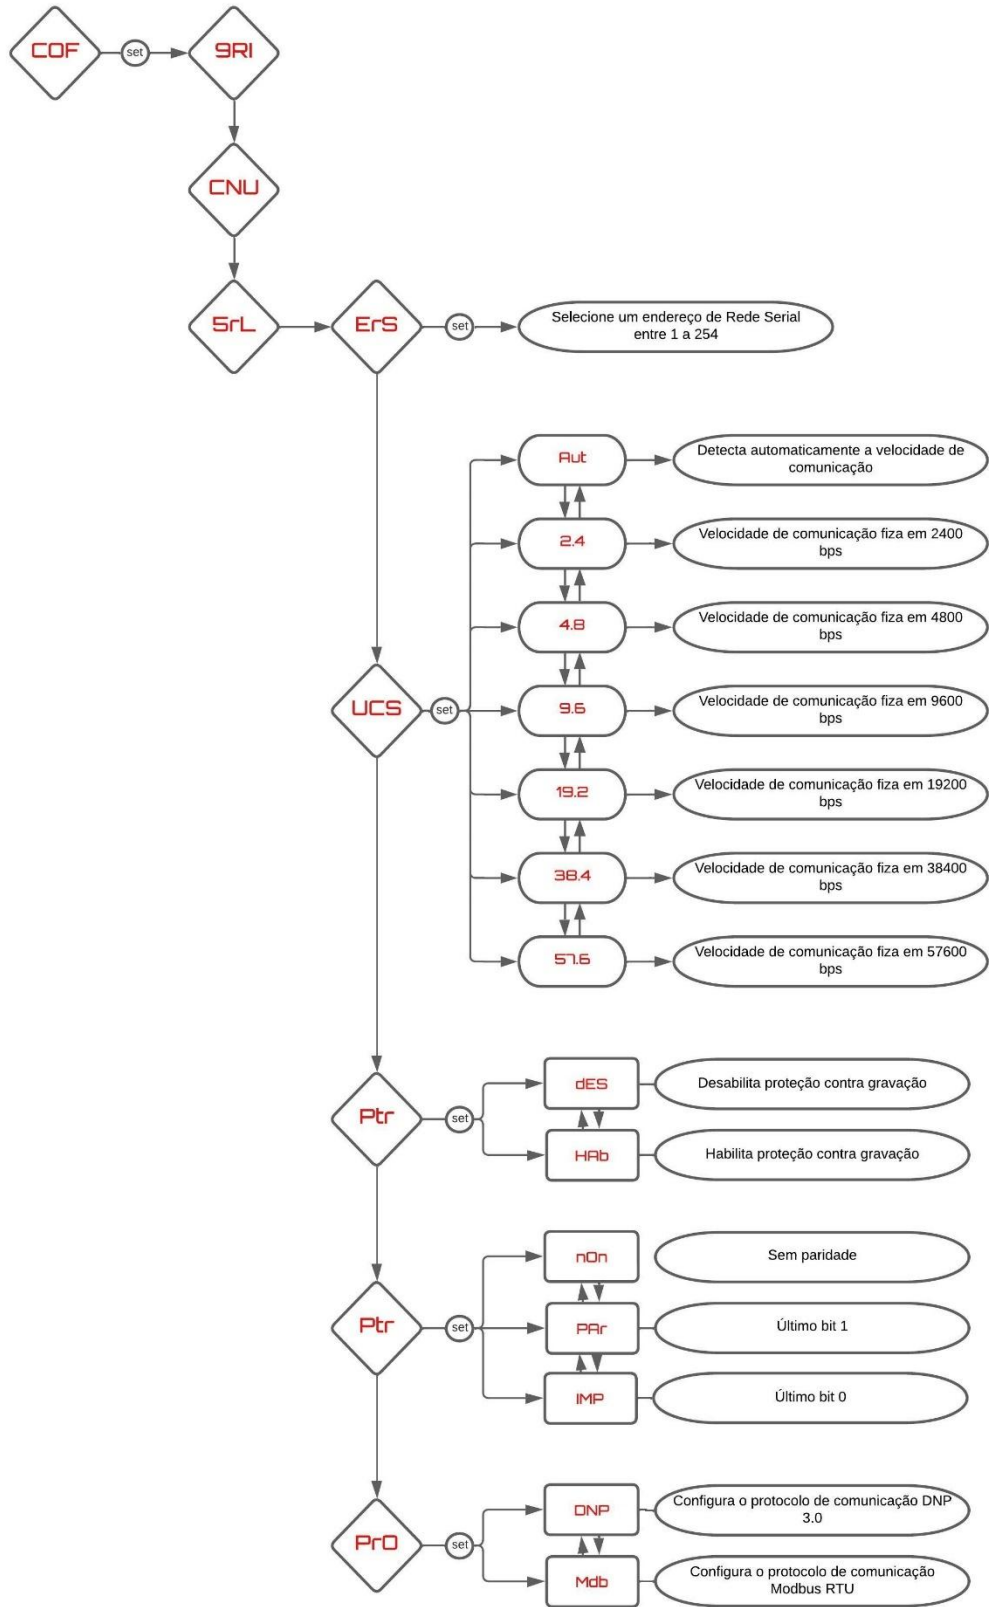 COF
set
9RI
CNU
SrL
ErS
set
Selecione um endereço de Rede Serial
entre 1 a 254
UCS
set
Aut
Detecta automaticamente a velocidade de
comunicação
2.4
Velocidade de comunicação fiza em 2400
bps
4.8
Velocidade de comunicação fiza em 4800
bps
9.6
Velocidade de comunicação fiza em 9600
bps
19.2
Velocidade de comunicação fiza em 19200
bps
38.4
Velocidade de comunicação fiza em 38400
bps
57.6
Velocidade de comunicação fiza em 57600
bps
Ptr
set
dES
Desabilita proteção contra gravação
HAb
Habilita proteção contra gravação
Ptr
set
nOn
Sem paridade
PAr
Último bit 1
IMP
Último bit 0
PrO
set
DNP
Configura o protocolo de comunicação DNP
3.0
Mdb
Configura o protocolo de comunicação
Modbus RTU